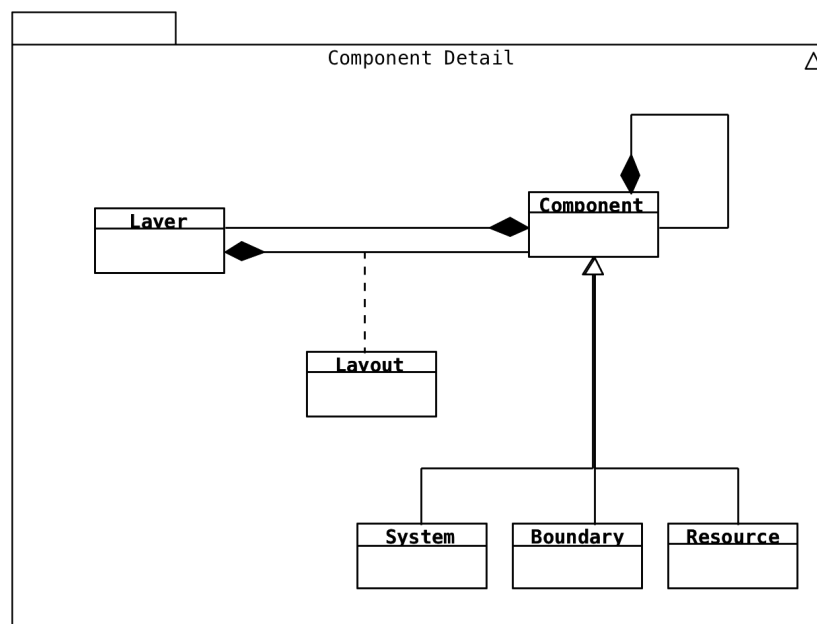 Component Detail
Component
Layer
Layout
System
Boundary
Resource